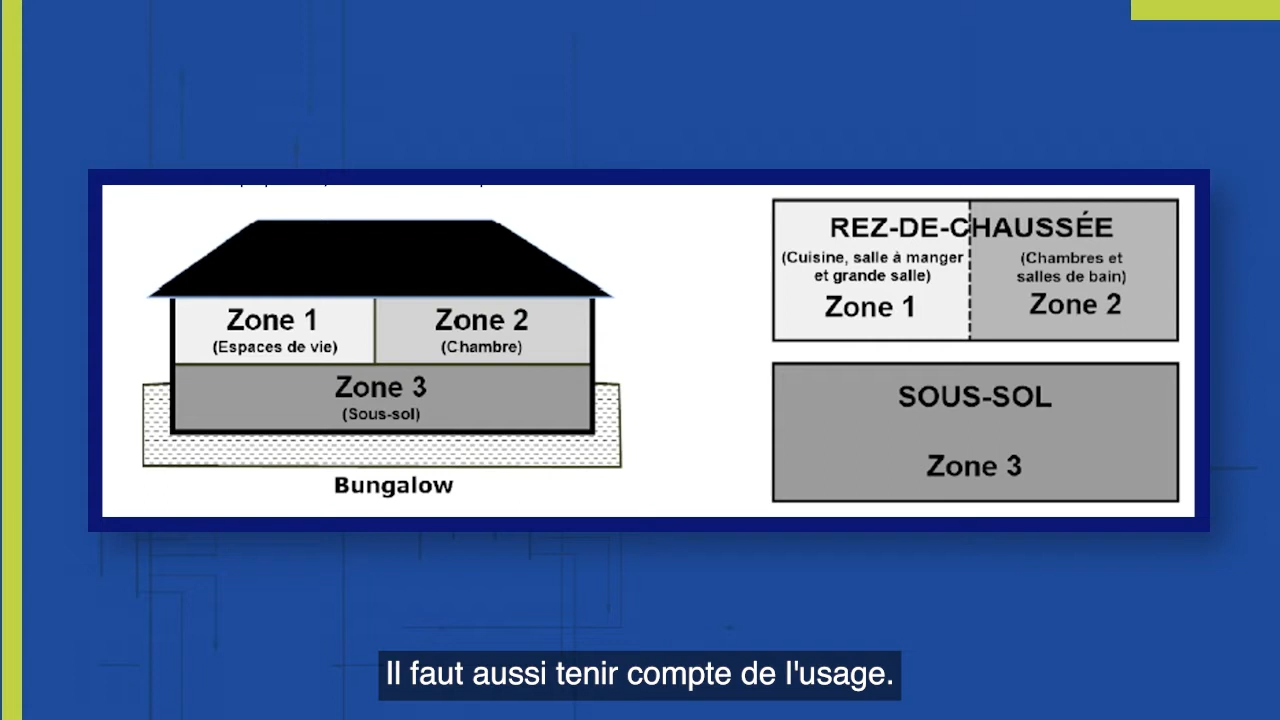 Zone 1
(Espaces de vie)
Zone 2
(Chambre)
Zone 3
(Sous-sol)
Bungalow
REZ-DE-CHAUSSÉE
(Cuisine, salle à manger
et grande salle)
Zone 1
(Chambres et
salles de bain)
Zone 2
SOUS-SOL
Zone 3
Il faut aussi tenir compte de l'usage.